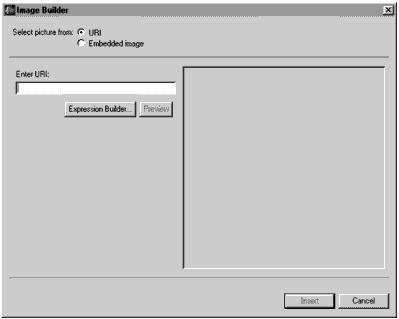 Image Builder
Select picture from: URI
Embedded image
Enter URI:
Expression Builder... Preview
Insert Cancel